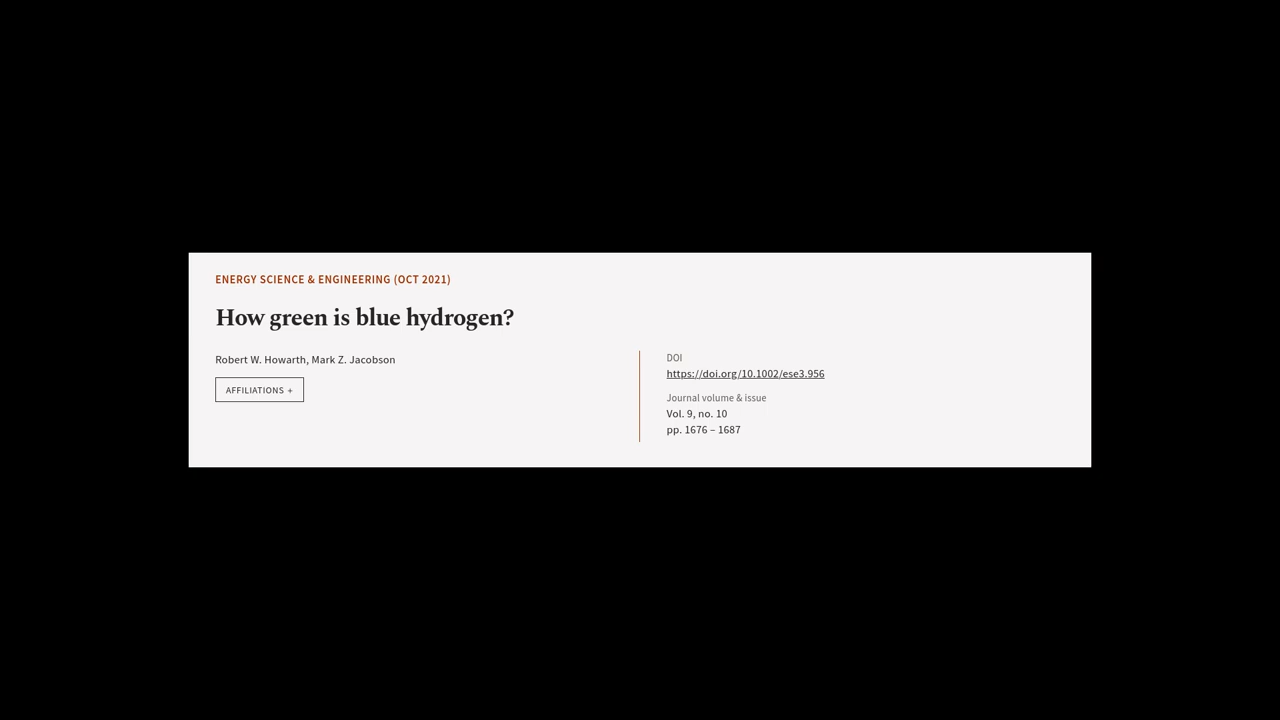 ENERGY SCIENCE & ENGINEERING (OCT 2021)
How green is blue hydrogen?
Robert W. Howarth, Mark Z. Jacobson
AFFILIATIONS +
DOI
https://doi.org/10.1002/ese3.956
Journal volume & issue
Vol. 9, no. 10
pp. 1676 – 1687